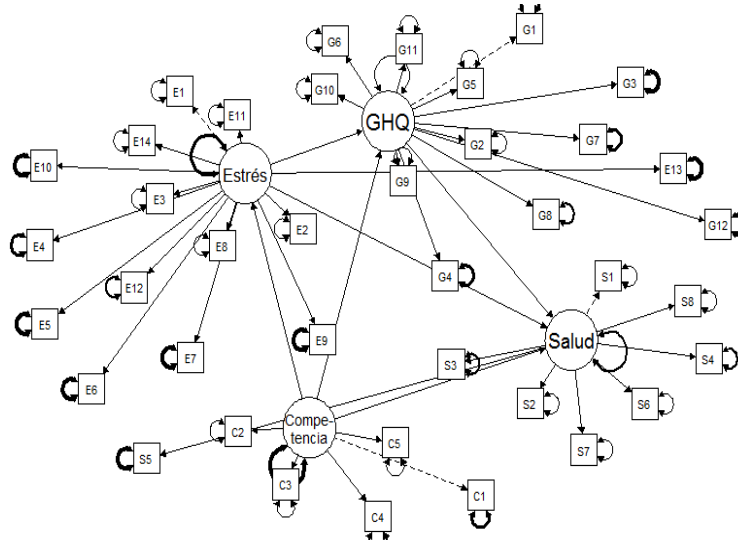 G1
G6
G11
G10
G5
G3
E1
E11
GHQ
E14
G2
G7
E10
Estrés
E13
G9
E3
G8
G12
E4
E8
E2
G4
S1
E12
S8
E5
E9
Salud
E7
S3
S4
E6
S2
S6
Compe-
tencia
C2
C5
S7
S5
C3
C1
C4